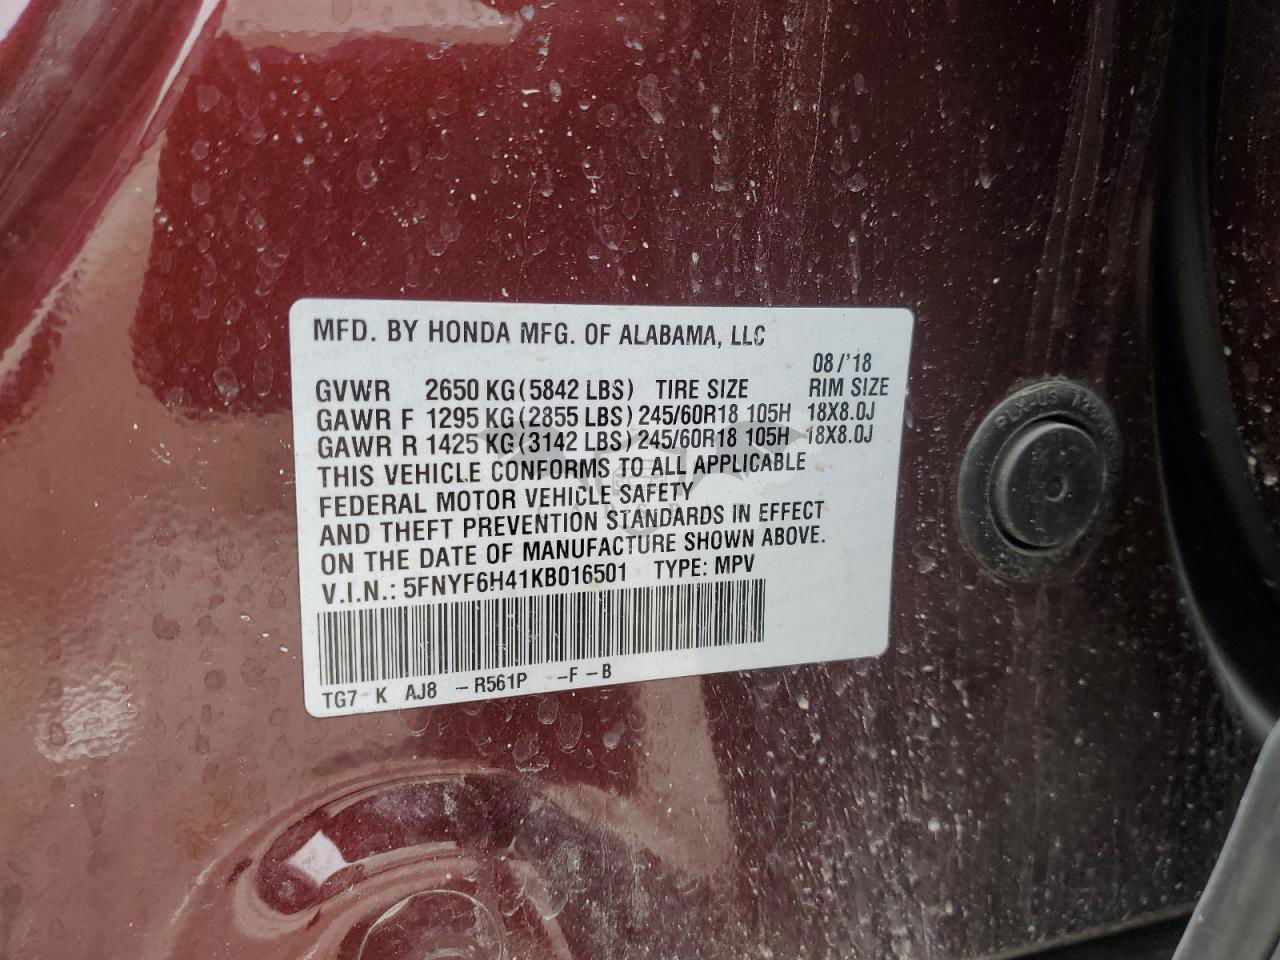 MFD. BY HONDA MFG. OF ALABAMA, LLC
08/'18
GVWR 2650 KG(5842 LBS) TIRE SIZE RIM SIZE
GAWR F 1295 KG(2855 LBS) 245/60R18 105H 18X8.0J
GAWR R 1425 KG(3142 LBS) 245/60R18 105H 18X8.0J
THIS VEHICLE CONFORMS TO ALL APPLICABLE
FEDERAL MOTOR VEHICLE SAFETY
AND THEFT PREVENTION STANDARDS IN EFFECT
ON THE DATE OF MANUFACTURE SHOWN ABOVE.
V.I.N.: 5FNYF6H41KB016501 TYPE: MPV
TG7-K AJ8 -R561P -F-B